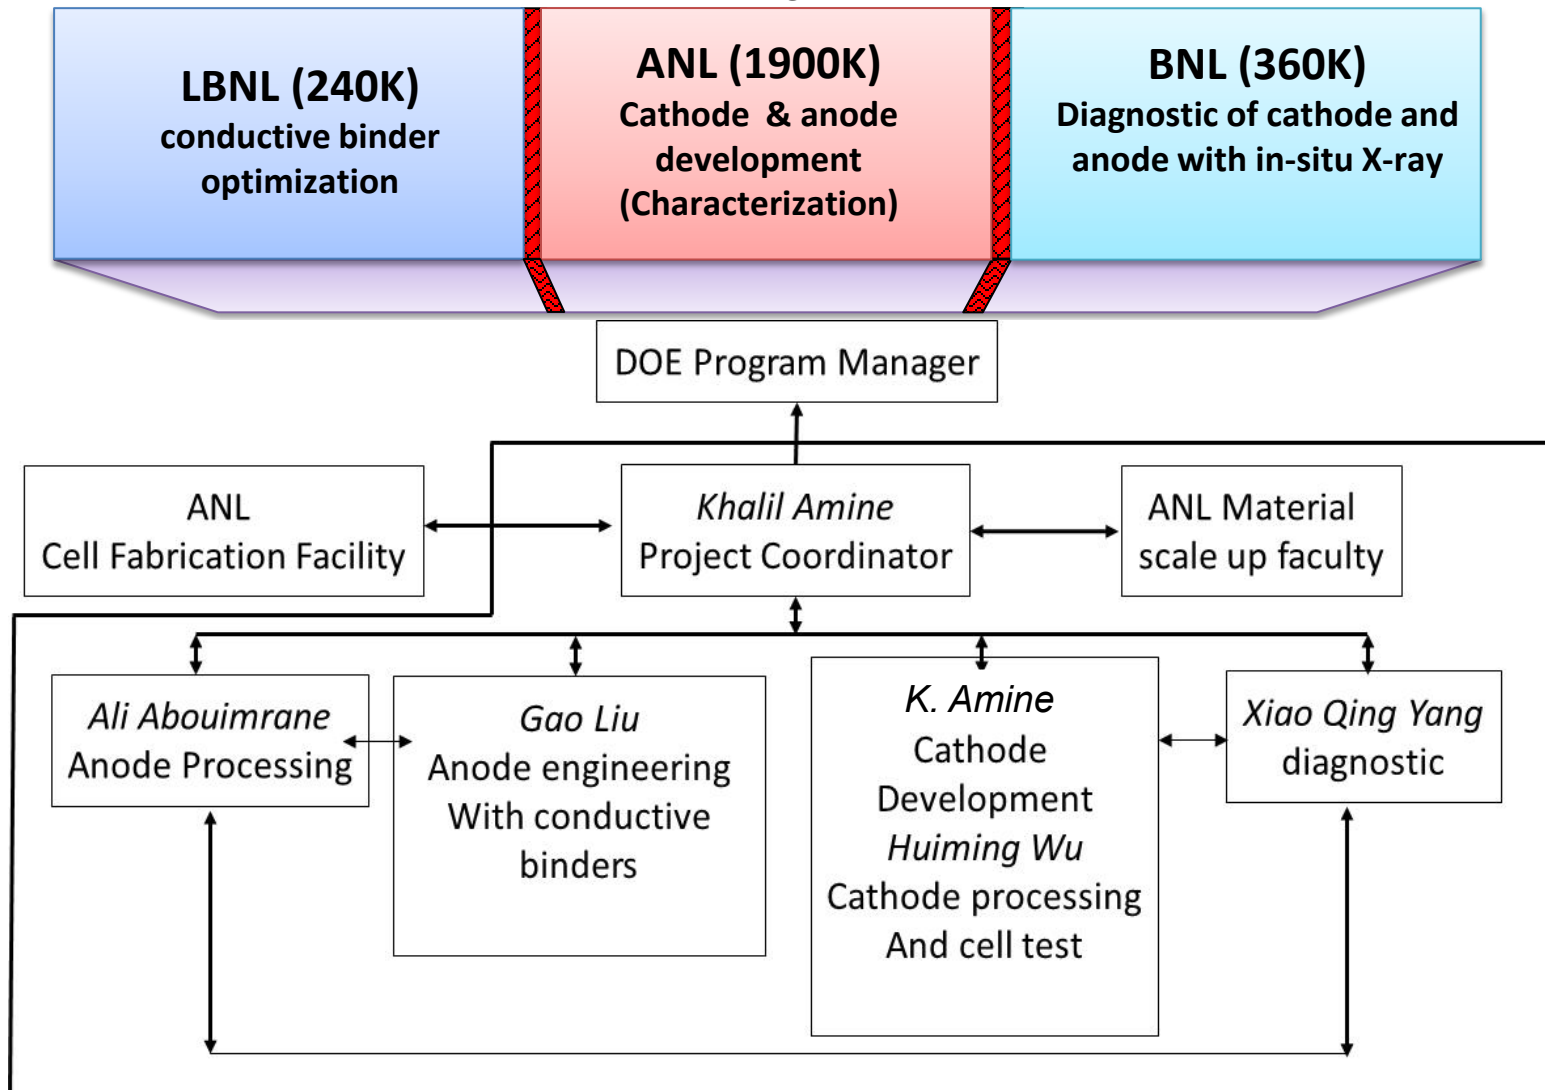 LBNL (240K)
conductive binder
optimization
ANL (1900K)
Cathode & anode
development
(Characterization)
BNL (360K)
Diagnostic of cathode and
anode with in-situ X-ray
DOE Program Manager
ANL
Cell Fabrication Facility
Khalil Amine
Project Coordinator
ANL Material
scale up faculty
Ali Abouimrane
Anode Processing
Gao Liu
Anode engineering
With conductive
binders
K. Amine
Cathode
Development
Huiming Wu
Cathode processing
And cell test
Xiao Qing Yang
diagnostic